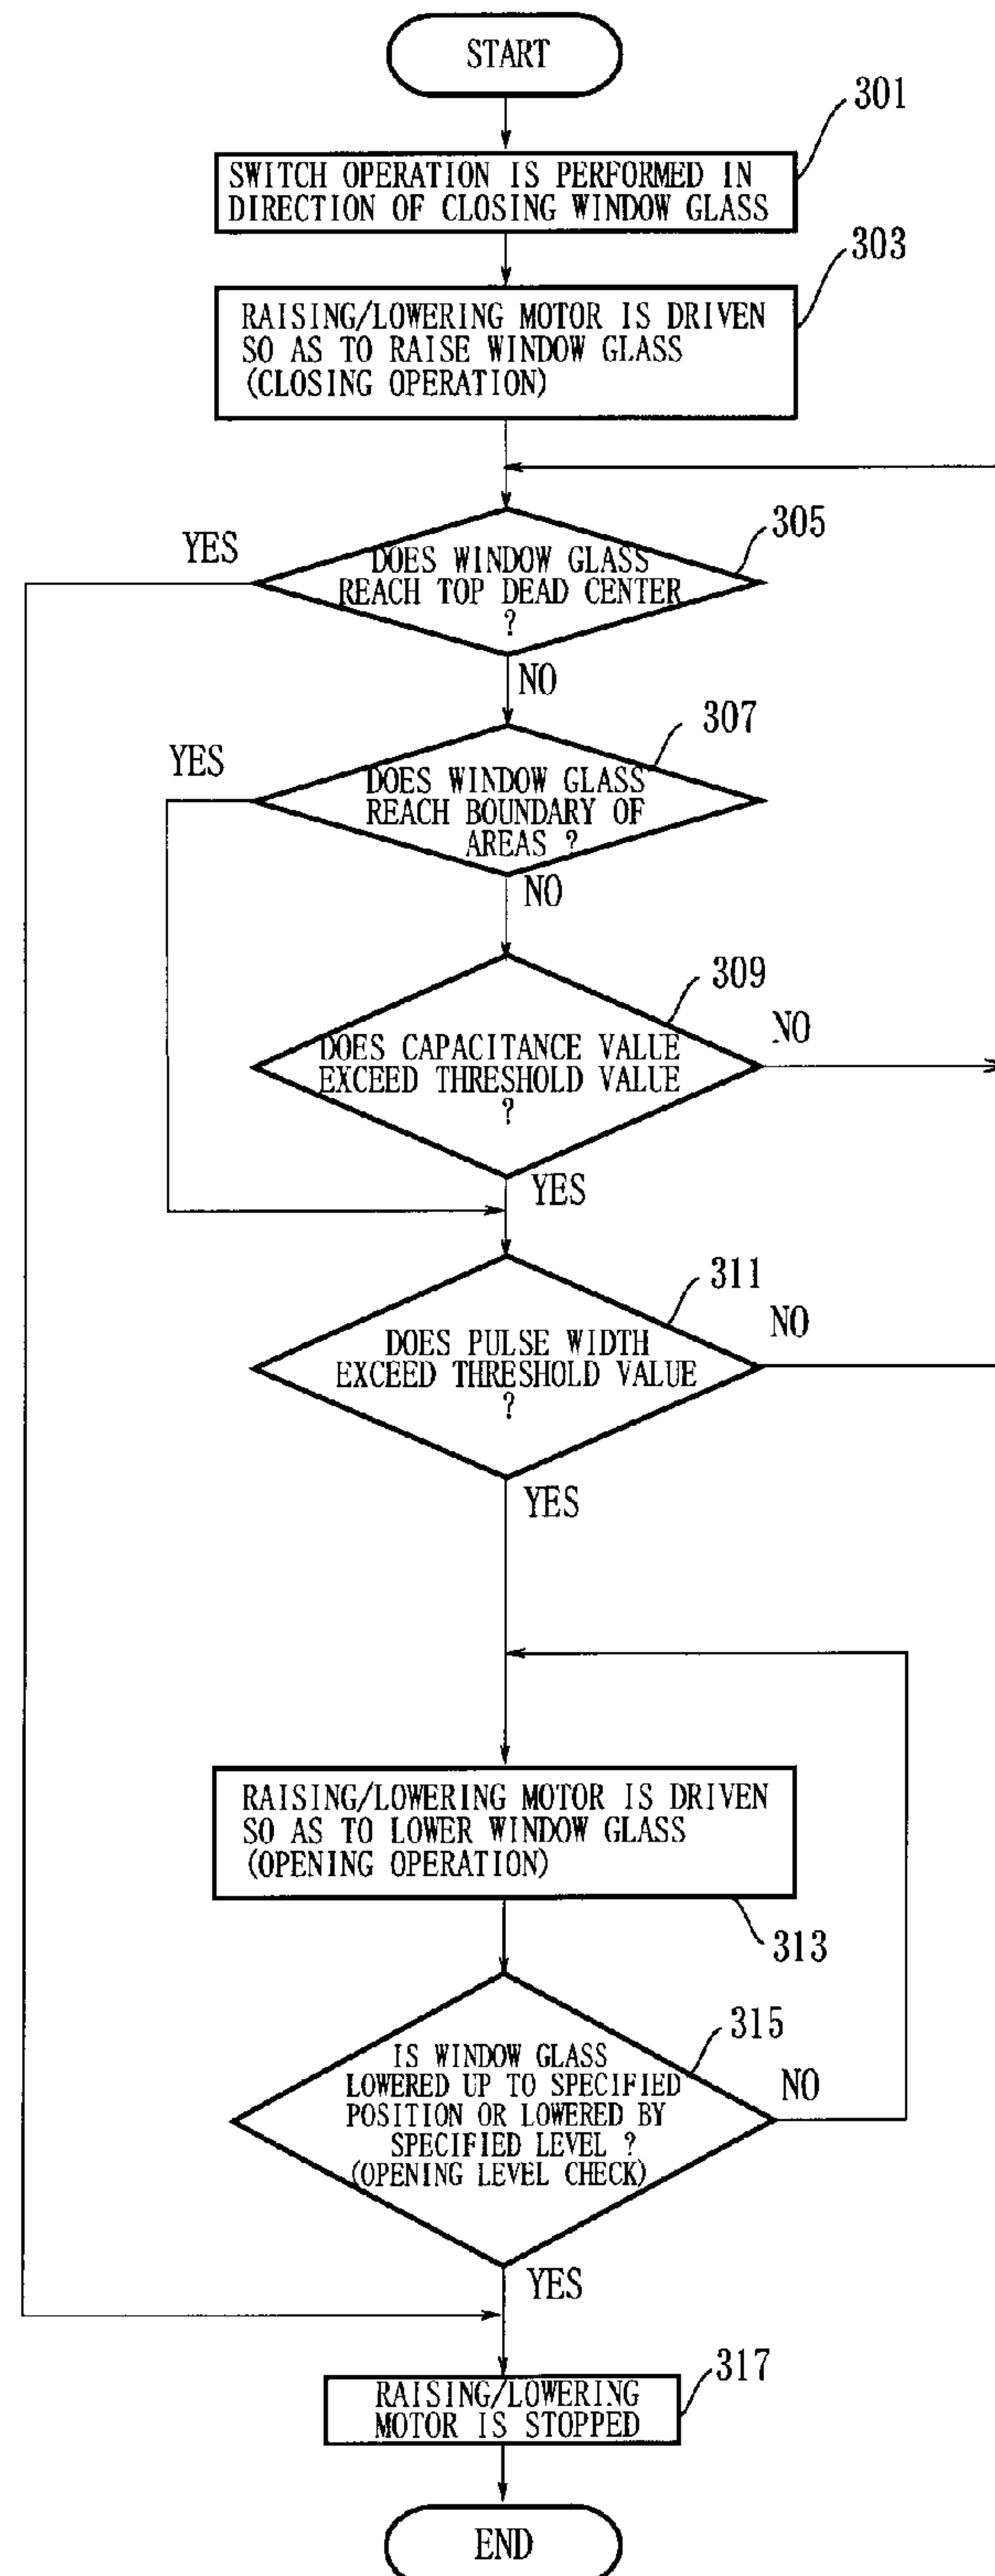 START
301
SWITCH OPERATION IS PERFORMED IN
DIRECTION OF CLOSING WINDOW GLASS
303
RAISING/LOWERING MOTOR IS DRIVEN
SO AS TO RAISE WINDOW GLASS
(CLOSING OPERATION)
305
YES
DOES WINDOW GLASS
REACH TOP DEAD CENTER
?
NO
307
YES
DOES WINDOW GLASS
REACH BOUNDARY OF
AREAS ?
NO
309
NO
DOES CAPACITANCE VALUE
EXCEED THRESHOLD VALUE
?
YES
311
NO
DOES PULSE WIDTH
EXCEED THRESHOLD VALUE
?
YES
RAISING/LOWERING MOTOR IS DRIVEN
SO AS TO LOWER WINDOW GLASS
(OPENING OPERATION)
313
315
IS WINDOW GLASS
LOWERED UP TO SPECIFIED
POSITION OR LOWERED BY
SPECIFIED LEVEL ?
(OPENING LEVEL CHECK)
NO
YES
317
RAISING/LOWERING
MOTOR IS STOPPED
END